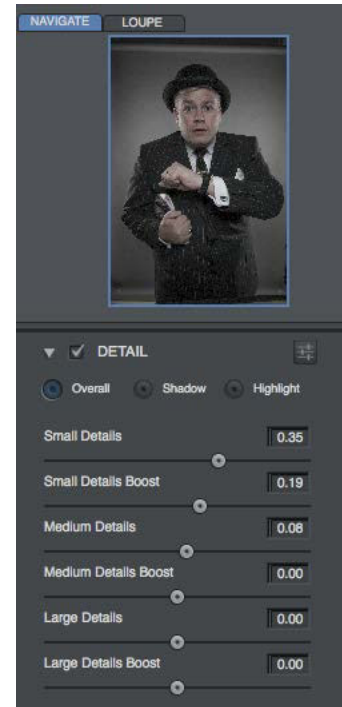 NAVIGATE LOUPE
DETAIL
Overall Shadow Highlight
Small Details 0.35
Small Details Boost 0.19
Medium Details 0.08
Medium Details Boost 0.00
Large Details 0.00
Large Details Boost 0.00